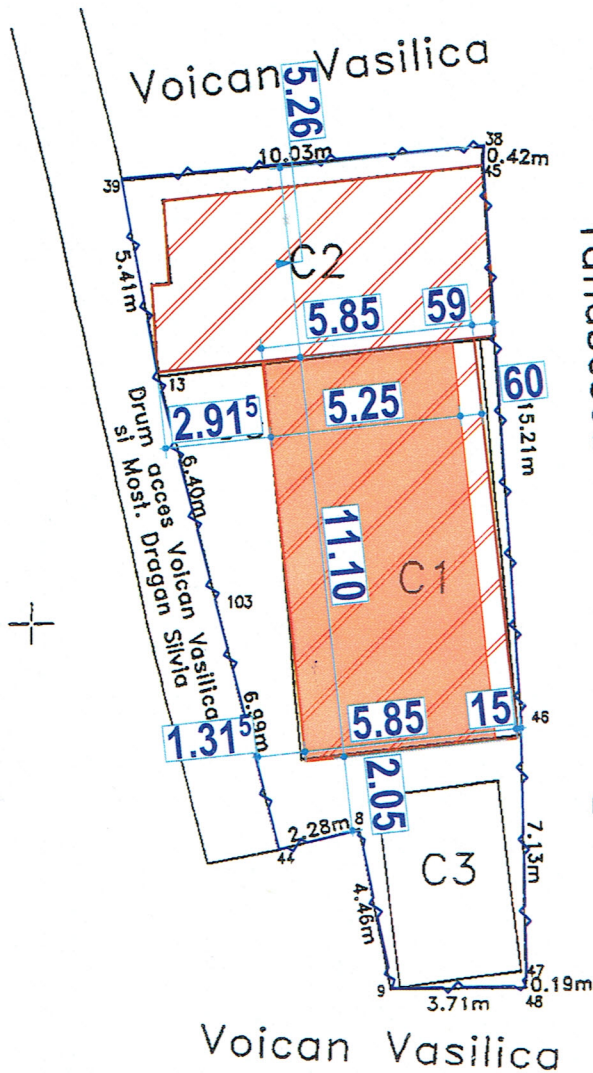 Voican Vasilica
5.26
10.03m
38
0.42m
45
39
5.41m
C2
5.85
59
13
60
2.91⁵
5.25
15.21m
Drum acces Voican Vasilica
si Most. Dragan Silvia
6.40m
11.10
C1
103
6.99m
1.31⁵
5.85
15
46
2.05
2.28m
8
44
4.46m
C3
7.13m
47
0.19m
9
3.71m
48
Voican Vasilica